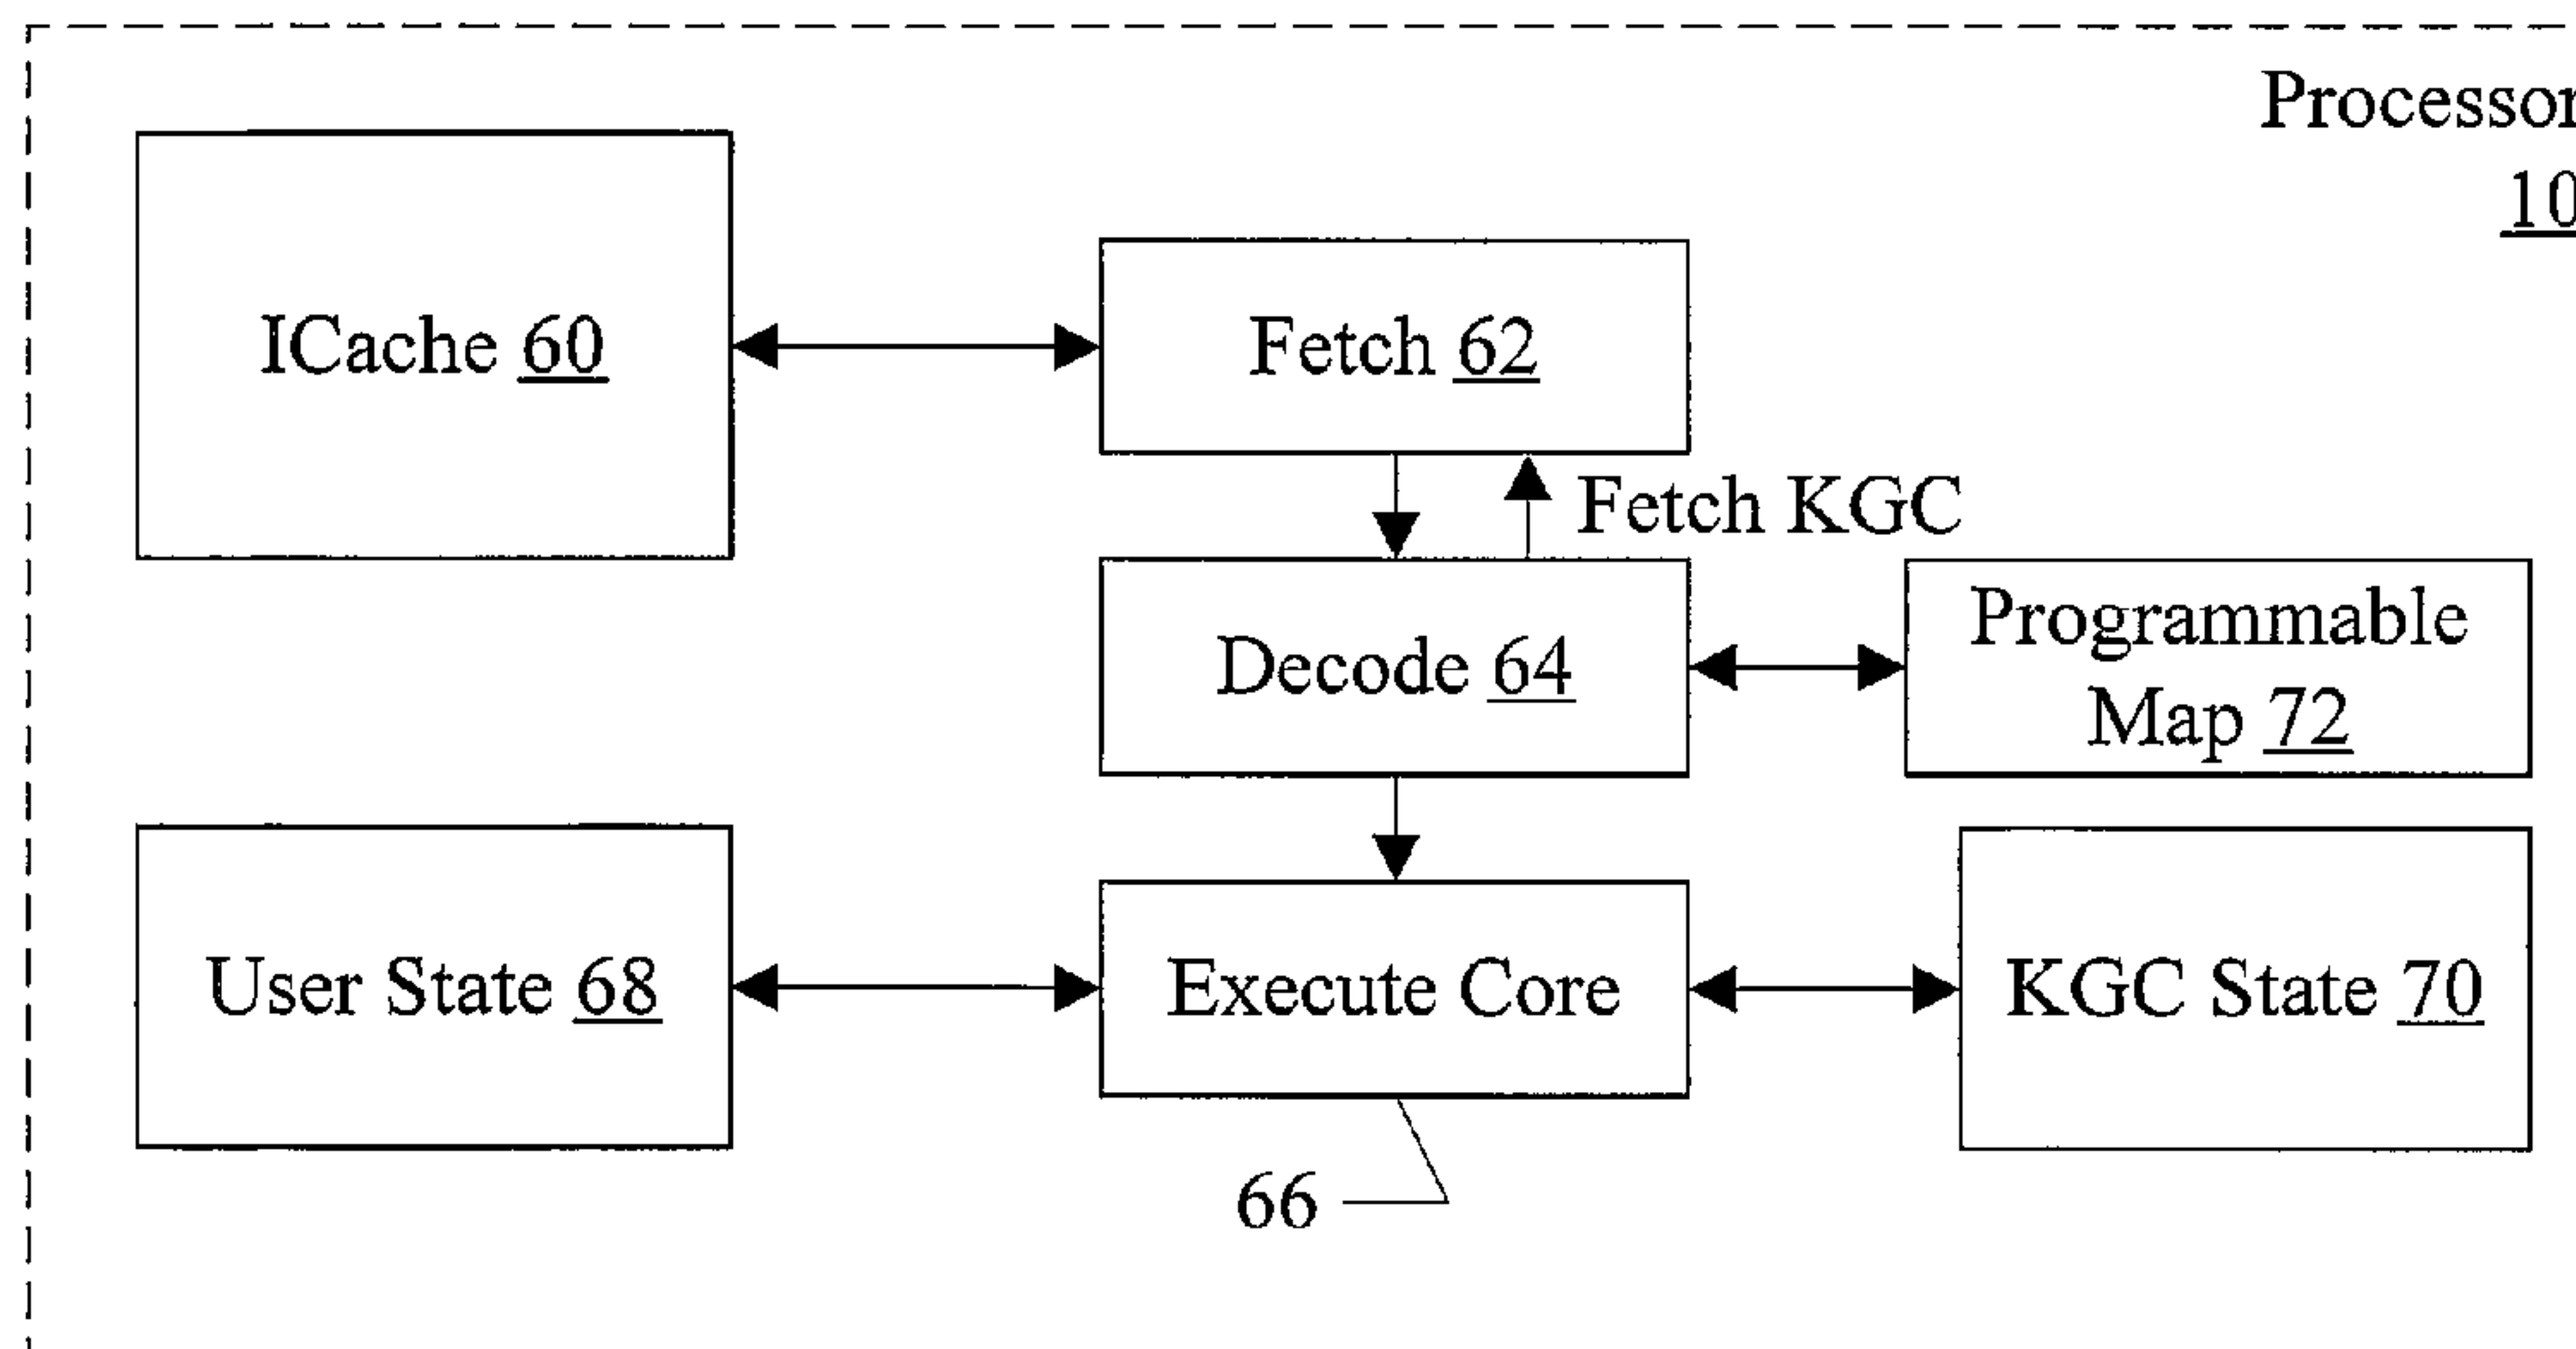 Processor
10
ICache 60
Fetch 62
Fetch KGC
Decode 64
Programmable
Map 72
User State 68
Execute Core
KGC State 70
66